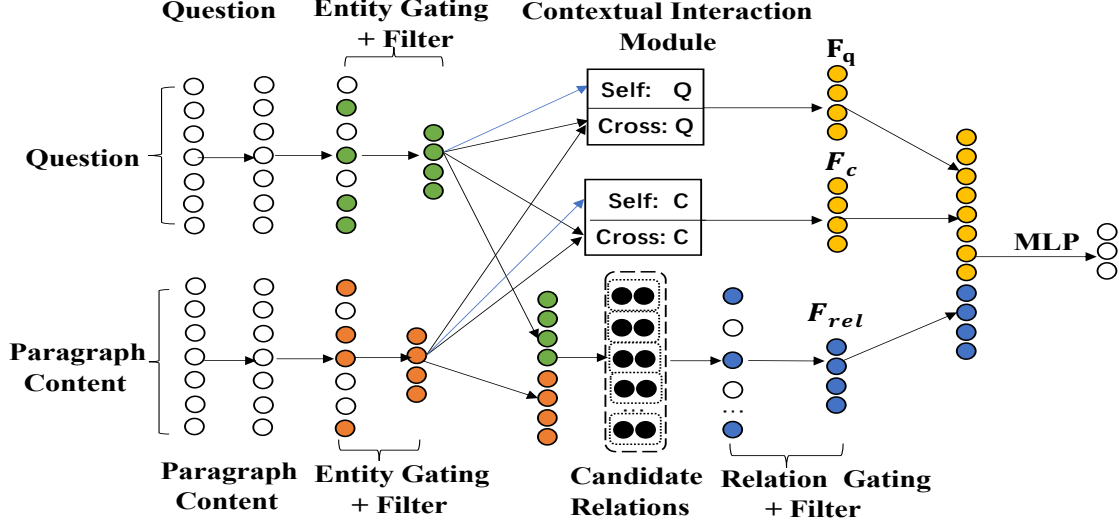 Question
Entity Gating
+ Filter
Contextual Interaction
Module
F_q
Self: Q
Cross: Q
Question
F_c
Self: C
Cross: C
MLP
Paragraph
Content
F_rel
...
...
Paragraph
Content
Entity Gating
+ Filter
Candidate
Relations
Relation Gating
+ Filter